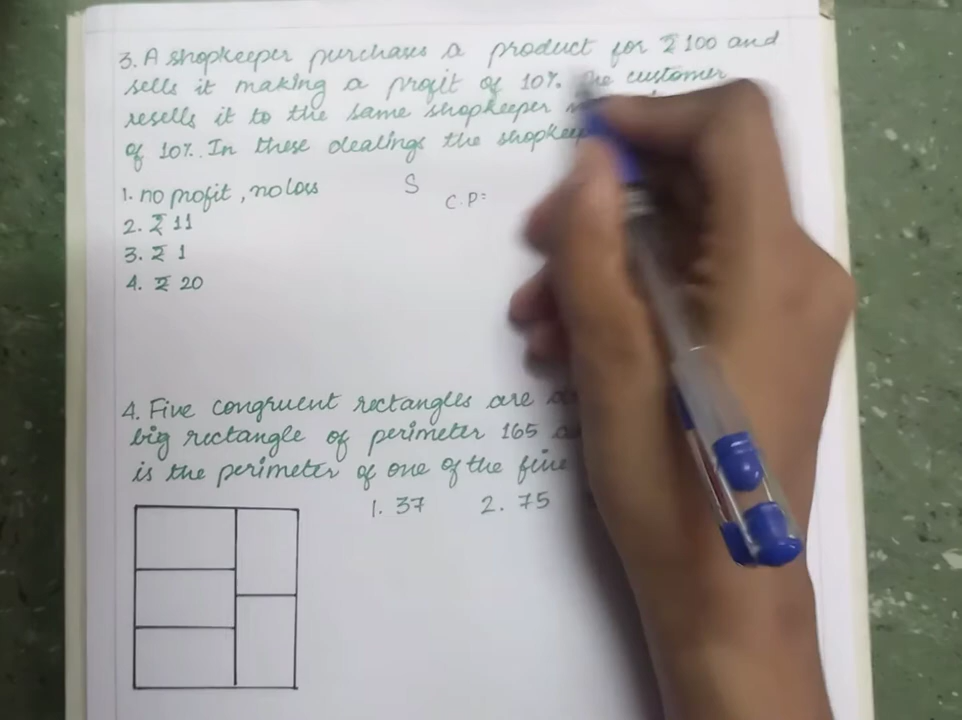 3. A shopkeeper purchases a product for ₹ 100 and
sells it making a profit of 10%. customer
resells it to the same shopkeeper
of 10%. In these dealings the
1. no profit, no loss
S
C.P=
2. ₹ 11
3. ₹ 1
4. ₹ 20
4. Five congruent rectangles are
big rectangle of perimeter 165
is the perimeter of one of the five
1. 37 2. 75